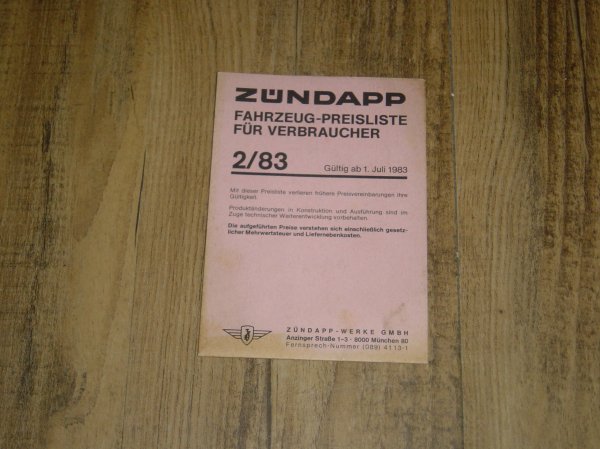 ZÜNDAPP
FAHRZEUG-PREISLISTE
FÜR VERBRAUCHER
2/83 Gültig ab 1. Juli 1983
Mit dieser Preisliste verlieren frühere Preisvereinbarungen ihre
Gültigkeit.
Produktänderungen in Konstruktion und Ausführung sind im
Zuge technischer Weiterentwicklung vorbehalten.
Die aufgeführten Preise verstehen sich einschließlich gesetz-
licher Mehrwertsteuer und Liefernebenkosten.
ZÜNDAPP-WERKE GMBH
Anzinger Straße 1–3 · 8000 München 80
Fernsprech-Nummer (089) 4113-1